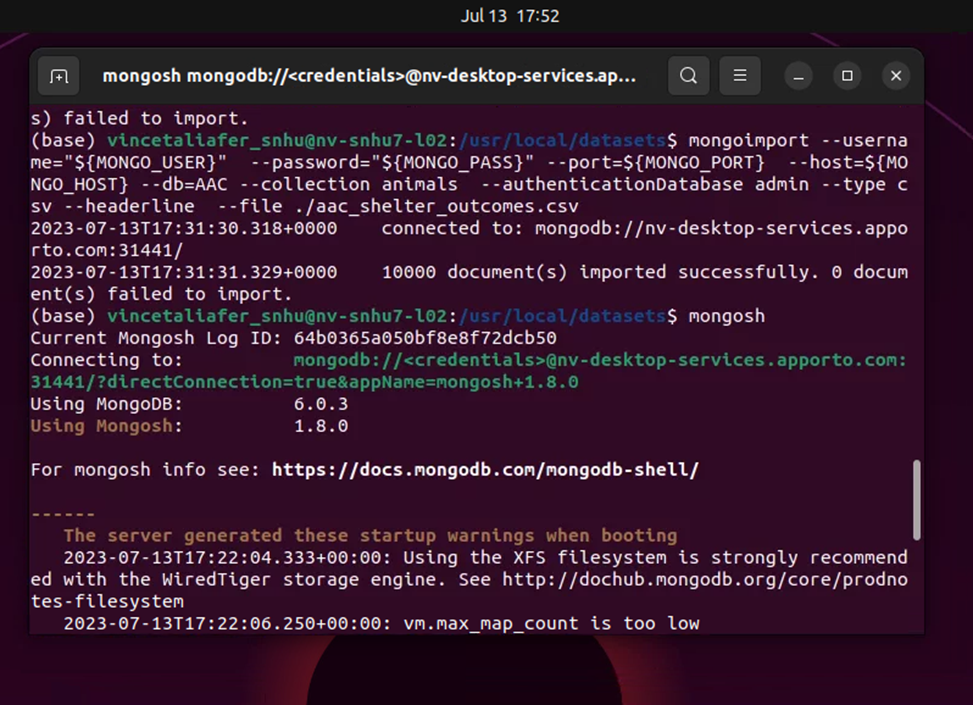 Jul 13 17:52
mongosh mongodb://<credentials>@nv-desktop-services.ap...
s) failed to import.
(base) vincetaliafer_snhu@nv-snhu7-l02:/usr/local/datasets$ mongoimport --userna
me="${MONGO_USER}"  --password="${MONGO_PASS}" --port=${MONGO_PORT}  --host=${MO
NGO_HOST} --db=AAC --collection animals  --authenticationDatabase admin --type c
sv --headerline  --file ./aac_shelter_outcomes.csv
2023-07-13T17:31:30.318+0000    connected to: mongodb://nv-desktop-services.appo
rto.com:31441/
2023-07-13T17:31:31.329+0000    10000 document(s) imported successfully. 0 docum
ent(s) failed to import.
(base) vincetaliafer_snhu@nv-snhu7-l02:/usr/local/datasets$ mongosh
Current Mongosh Log ID: 64b0365a050bf8e8f72dcb50
Connecting to:          mongodb://<credentials>@nv-desktop-services.apporto.com:
31441/?directConnection=true&appName=mongosh+1.8.0
Using MongoDB:          6.0.3
Using Mongosh:          1.8.0
For mongosh info see: https://docs.mongodb.com/mongodb-shell/
------
The server generated these startup warnings when booting
2023-07-13T17:22:04.333+00:00: Using the XFS filesystem is strongly recommend
ed with the WiredTiger storage engine. See http://dochub.mongodb.org/core/prodno
tes-filesystem
2023-07-13T17:22:06.250+00:00: vm.max_map_count is too low